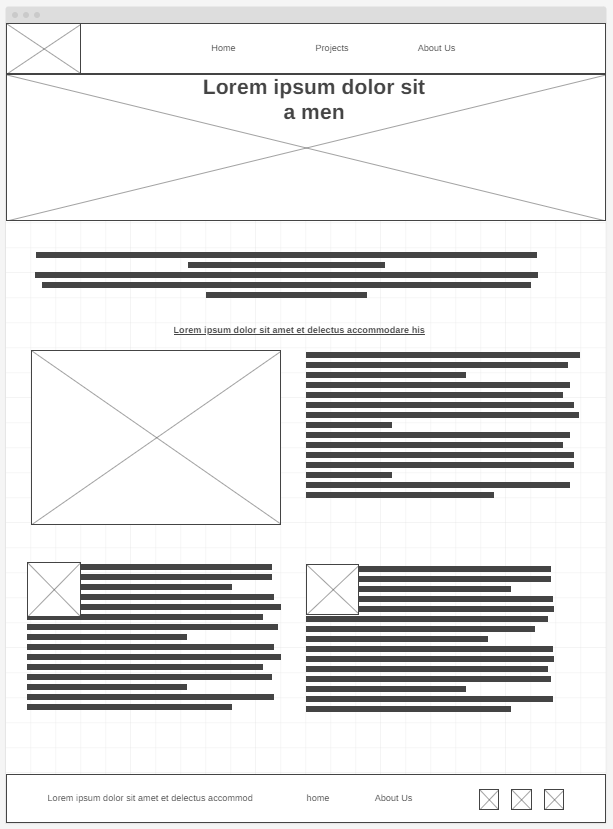 Home Projects About Us
Lorem ipsum dolor sit
a men
Lorem ipsum dolor sit amet et delectus accommodare his
Lorem ipsum dolor sit amet et delectus accommod home About Us